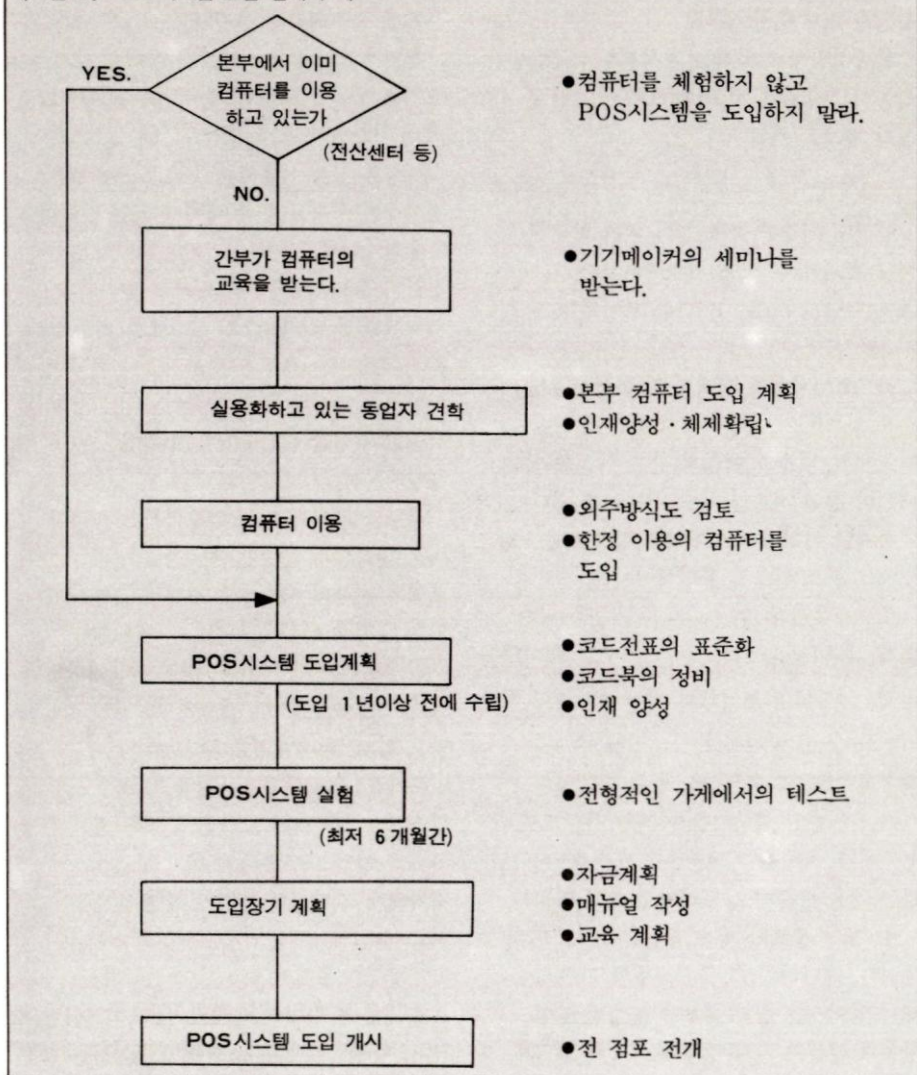 본부에서 이미
YES.
컴퓨터를 이용
하고 있는가
(전산센터 등)
NO.
●컴퓨터를 체험하지 않고
POS시스템을 도입하지 말라.
간부가 컴퓨터의
교육을 받는다.
●기기메이커의 세미나를
받는다.
실용화하고 있는 동업자 견학
●본부 컴퓨터 도입 계획
●인재양성·체제확립
컴퓨터 이용
●외주방식도 검토
●한정 이용의 컴퓨터를
도입
POS시스템 도입계획
(도입 1년이상 전에 수립)
●코드전표의 표준화
●코드북의 정비
●인재 양성
POS시스템 실험
(최저 6개월간)
●전형적인 가게에서의 테스트
도입장기 계획
●자금계획
●매뉴얼 작성
●교육 계획
POS시스템 도입 개시
●전 점포 전개